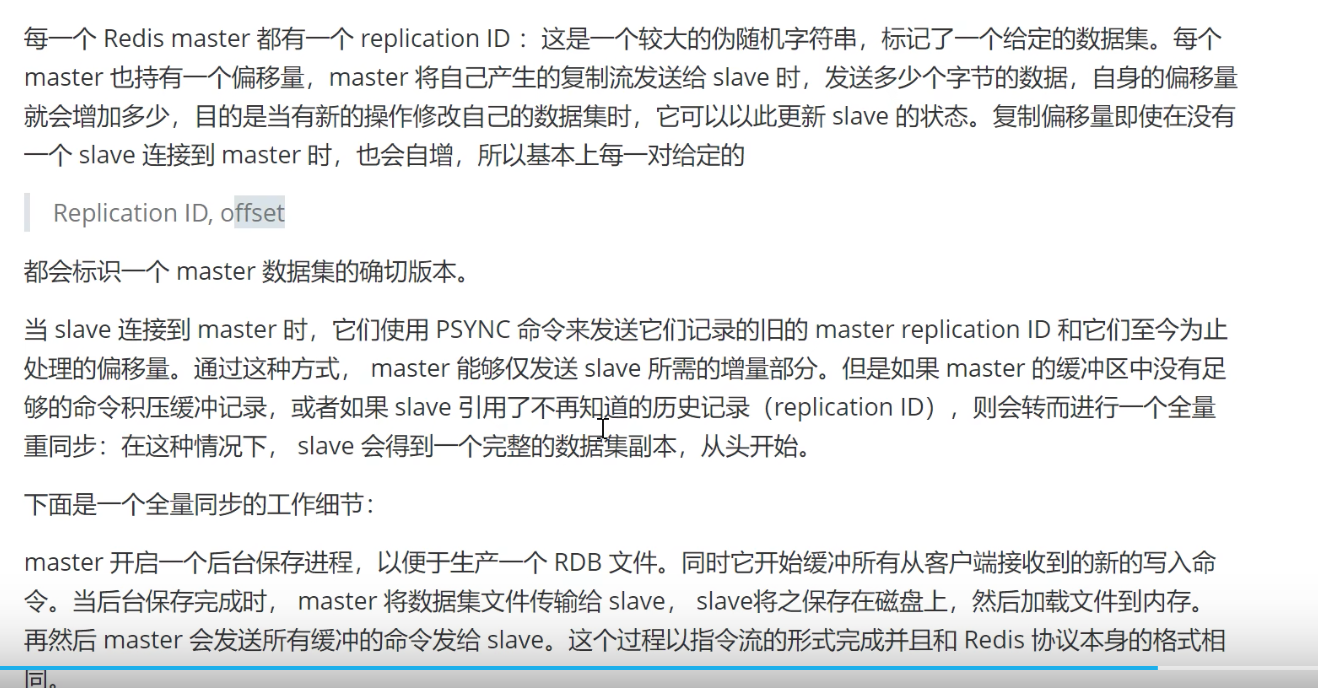 每一个 Redis master 都有一个 replication ID ：这是一个较大的伪随机字符串，标记了一个给定的数据集。每个
master 也持有一个偏移量，master 将自己产生的复制流发送给 slave 时，发送多少个字节的数据，自身的偏移量
就会增加多少，目的是当有新的操作修改自己的数据集时，它可以以此更新 slave 的状态。复制偏移量即使在没有
一个 slave 连接到 master 时，也会自增，所以基本上每一对给定的
Replication ID, offset
都会标识一个 master 数据集的确切版本。
当 slave 连接到 master 时，它们使用 PSYNC 命令来发送它们记录的旧的 master replication ID 和它们至今为止
处理的偏移量。通过这种方式， master 能够仅发送 slave 所需的增量部分。但是如果 master 的缓冲区中没有足
够的命令积压缓冲记录，或者如果 slave 引用了不再知道的历史记录（replication ID），则会转而进行一个全量
重同步：在这种情况下， slave 会得到一个完整的数据集副本，从头开始。
下面是一个全量同步的工作细节：
master 开启一个后台保存进程，以便于生产一个 RDB 文件。同时它开始缓冲所有从客户端接收到的新的写入命
令。当后台保存完成时， master 将数据集文件传输给 slave， slave将之保存在磁盘上，然后加载文件到内存。
再然后 master 会发送所有缓冲的命令发给 slave。这个过程以指令流的形式完成并且和 Redis 协议本身的格式相
同。